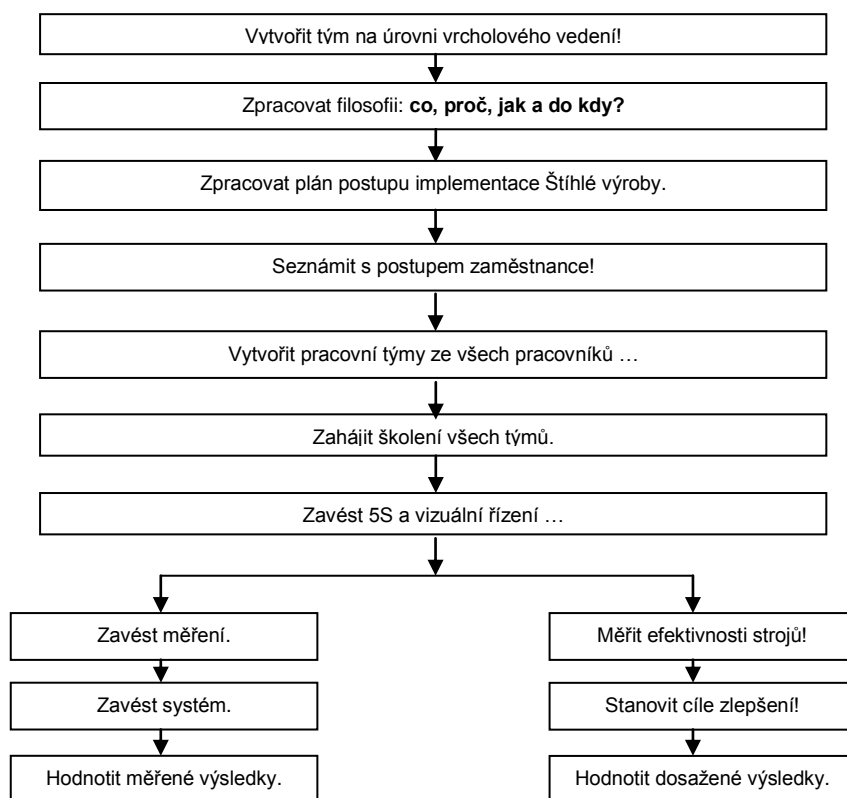 Vytvořit tým na úrovni vrcholového vedení!
Zpracovat filosofii: co, proč, jak a do kdy?
Zpracovat plán postupu implementace Štíhlé výroby.
Seznámit s postupem zaměstnance!
Vytvořit pracovní týmy ze všech pracovníků …
Zahájit školení všech týmů.
Zavést 5S a vizuální řízení …
Zavést měření.
Zavést systém.
Hodnotit měřené výsledky.
Měřit efektivnosti strojů!
Stanovit cíle zlepšení!
Hodnotit dosažené výsledky.